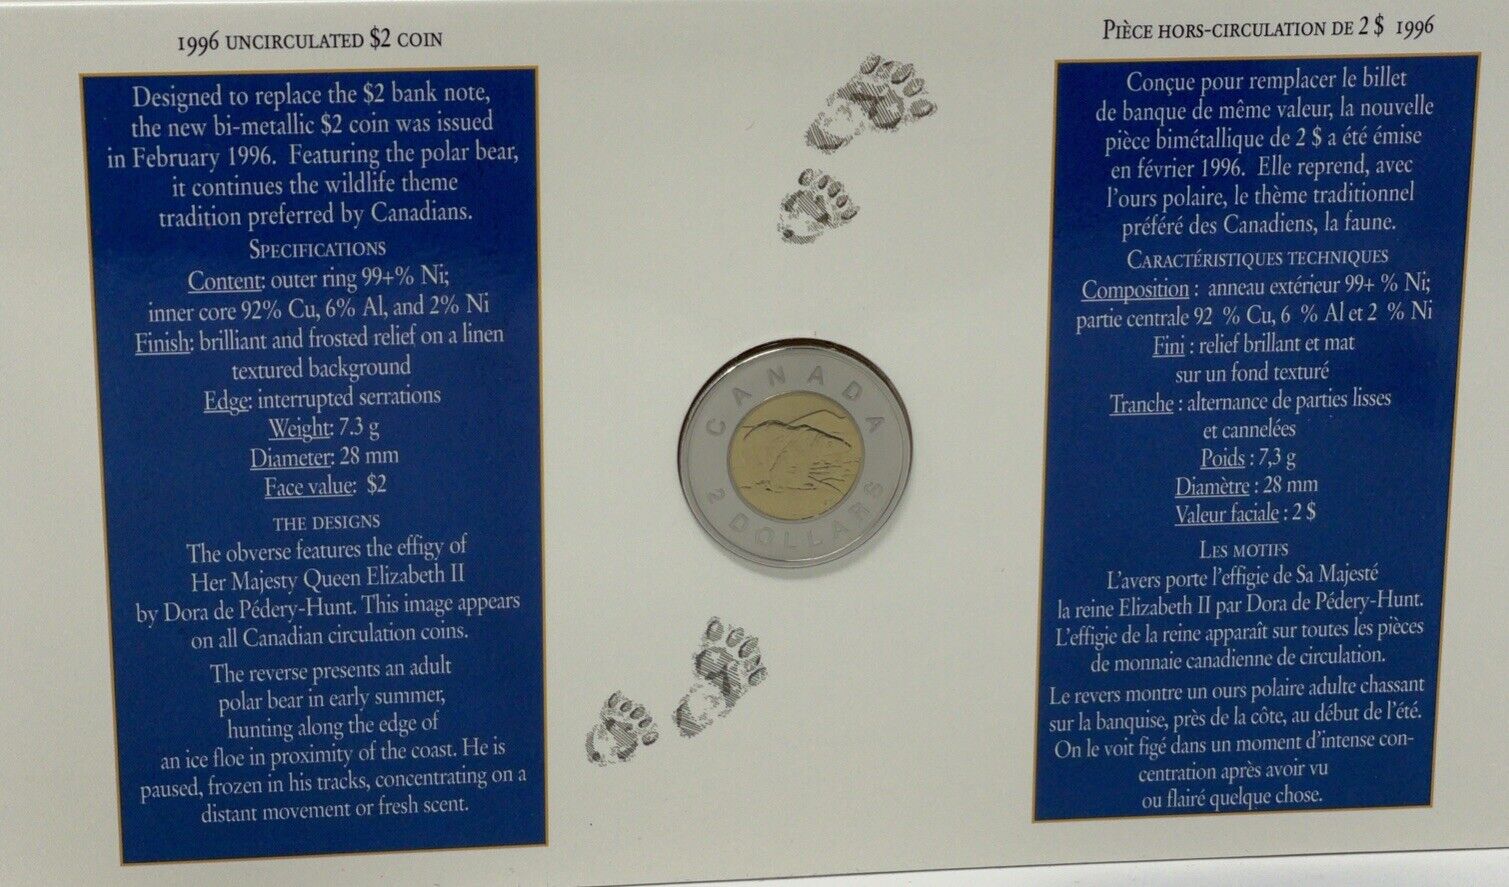 1996 UNCIRCULATED $2 COIN
Designed to replace the $2 bank note,
the new bi-metallic $2 coin was issued
in February 1996. Featuring the polar bear,
it continues the wildlife theme
tradition preferred by Canadians.
SPECIFICATIONS
Content: outer ring 99+% Ni;
inner core 92% Cu, 6% Al, and 2% Ni
Finish: brilliant and frosted relief on a linen
textured background
Edge: interrupted serrations
Weight: 7.3 g
Diameter: 28 mm
Face value: $2
THE DESIGNS
The obverse features the effigy of
Her Majesty Queen Elizabeth II
by Dora de Pédery-Hunt. This image appears
on all Canadian circulation coins.
The reverse presents an adult
polar bear in early summer,
hunting along the edge of
an ice floe in proximity of the coast. He is
paused, frozen in his tracks, concentrating on a
distant movement or fresh scent.
CANADA
2 DOLLARS
PIÈCE HORS-CIRCULATION DE 2 $ 1996
Conçue pour remplacer le billet
de banque de même valeur, la nouvelle
pièce bimétallique de 2 $ a été émise
en février 1996. Elle reprend, avec
l'ours polaire, le thème traditionnel
préféré des Canadiens, la faune.
CARACTÉRISTIQUES TECHNIQUES
Composition : anneau extérieur 99+ % Ni;
partie centrale 92 % Cu, 6 % Al et 2 % Ni
Fini : relief brillant et mat
sur un fond texturé
Tranche : alternance de parties lisses
et cannelées
Poids : 7,3 g
Diamètre : 28 mm
Valeur faciale : 2 $
LES MOTIFS
L'avers porte l'effigie de Sa Majesté
la reine Elizabeth II par Dora de Pédery-Hunt.
L'effigie de la reine apparaît sur toutes les pièces
de monnaie canadienne de circulation.
Le revers montre un ours polaire adulte chassant
sur la banquise, près de la côte, au début de l'été.
On le voit figé dans un moment d'intense con-
centration après avoir vu
ou flairé quelque chose.